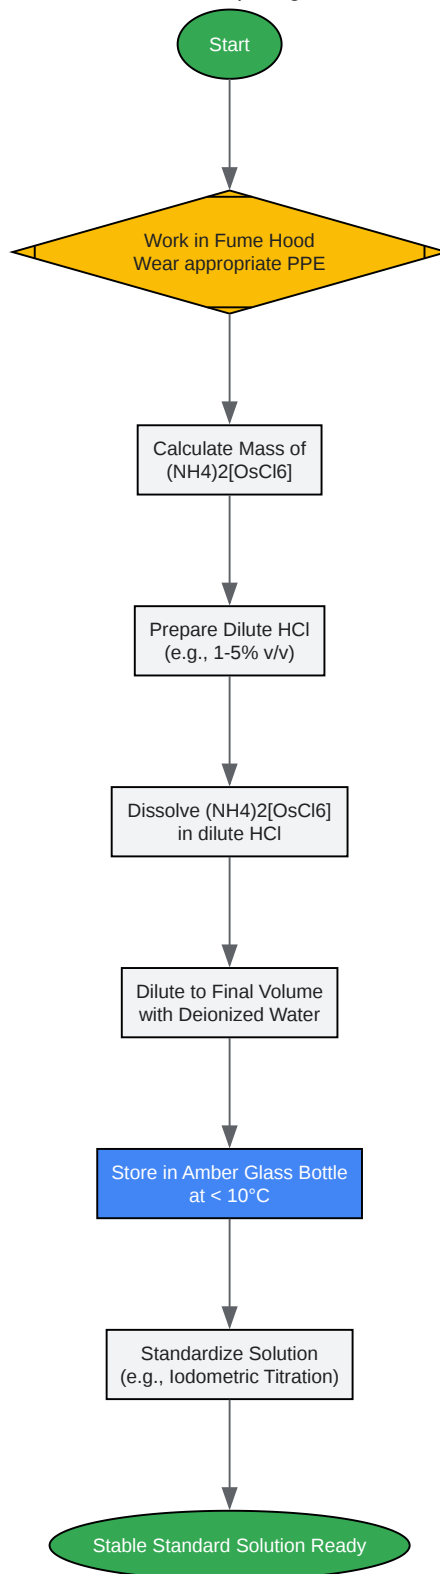 Start
Work in Fume Hood
Wear appropriate PPE
Calculate Mass of
(NH4)2[OsCl6]
Prepare Dilute HCl
(e.g., 1-5% v/v)
Dissolve (NH4)2[OsCl6]
in dilute HCl
Dilute to Final Volume
with Deionized Water
Store in Amber Glass Bottle
at < 10°C
Standardize Solution
(e.g., Iodometric Titration)
Stable Standard Solution Ready